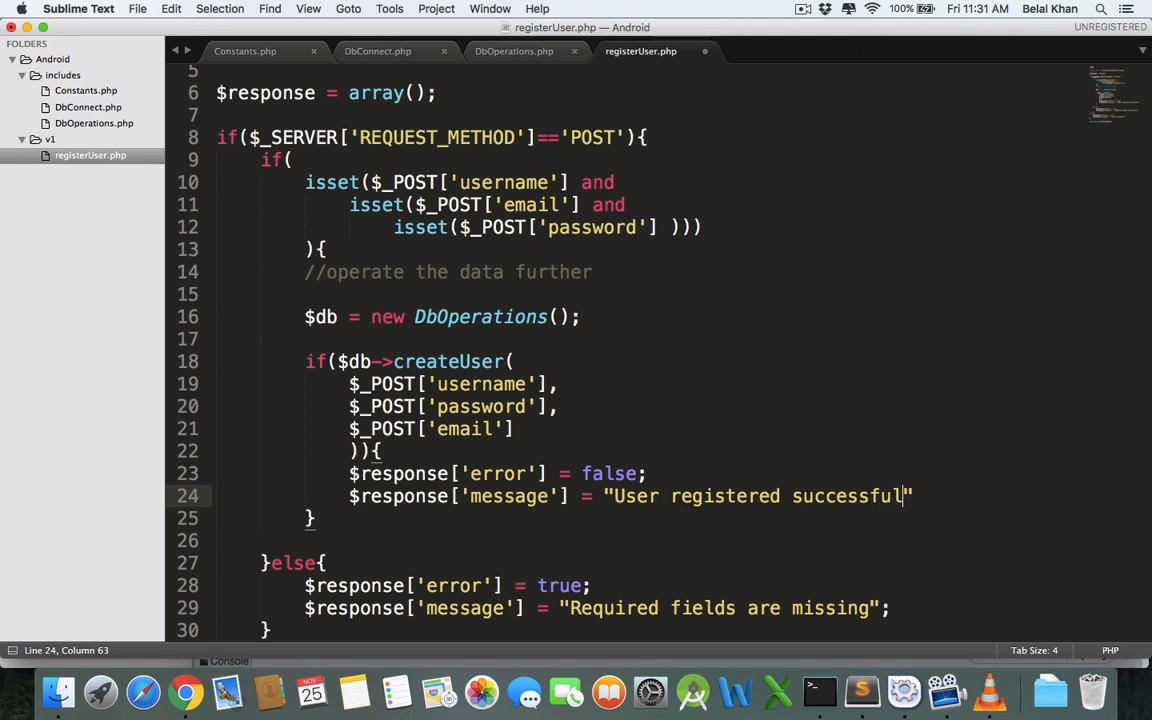 Sublime Text File Edit Selection Find View Goto Tools Project Window Help 100% Fri 11:31 AM Belal Khan
registerUser.php — Android UNREGISTERED
FOLDERS
Android
includes
Constants.php
DbConnect.php
DbOperations.php
v1
registerUser.php
Constants.php × DbConnect.php × DbOperations.php × registerUser.php
5
6 $response = array();
7
8 if($_SERVER['REQUEST_METHOD']=='POST'){
9 if(
10 isset($_POST['username'] and
11 isset($_POST['email'] and
12 isset($_POST['password'] )))
13 ){
14 //operate the data further
15
16 $db = new DbOperations();
17
18 if($db->createUser(
19 $_POST['username'],
20 $_POST['password'],
21 $_POST['email']
22 )){
23 $response['error'] = false;
24 $response['message'] = "User registered successful"
25 }
26
27 }else{
28 $response['error'] = true;
29 $response['message'] = "Required fields are missing";
30 }
Line 24, Column 63 Tab Size: 4 PHP
Console
NOV
25